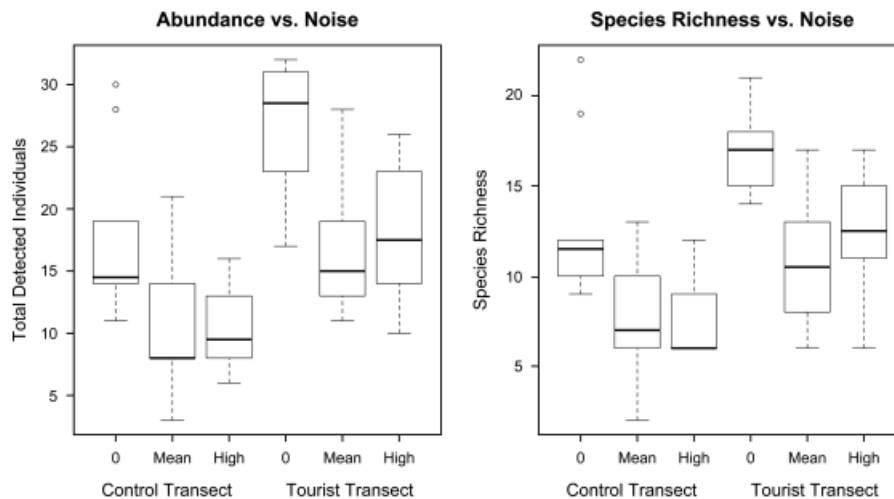 Abundance vs. Noise
Total Detected Individuals
30
25
20
15
10
5
0 Mean High 0 Mean High
Control Transect Tourist Transect
Species Richness vs. Noise
Species Richness
20
15
10
5
0 Mean High 0 Mean High
Control Transect Tourist Transect